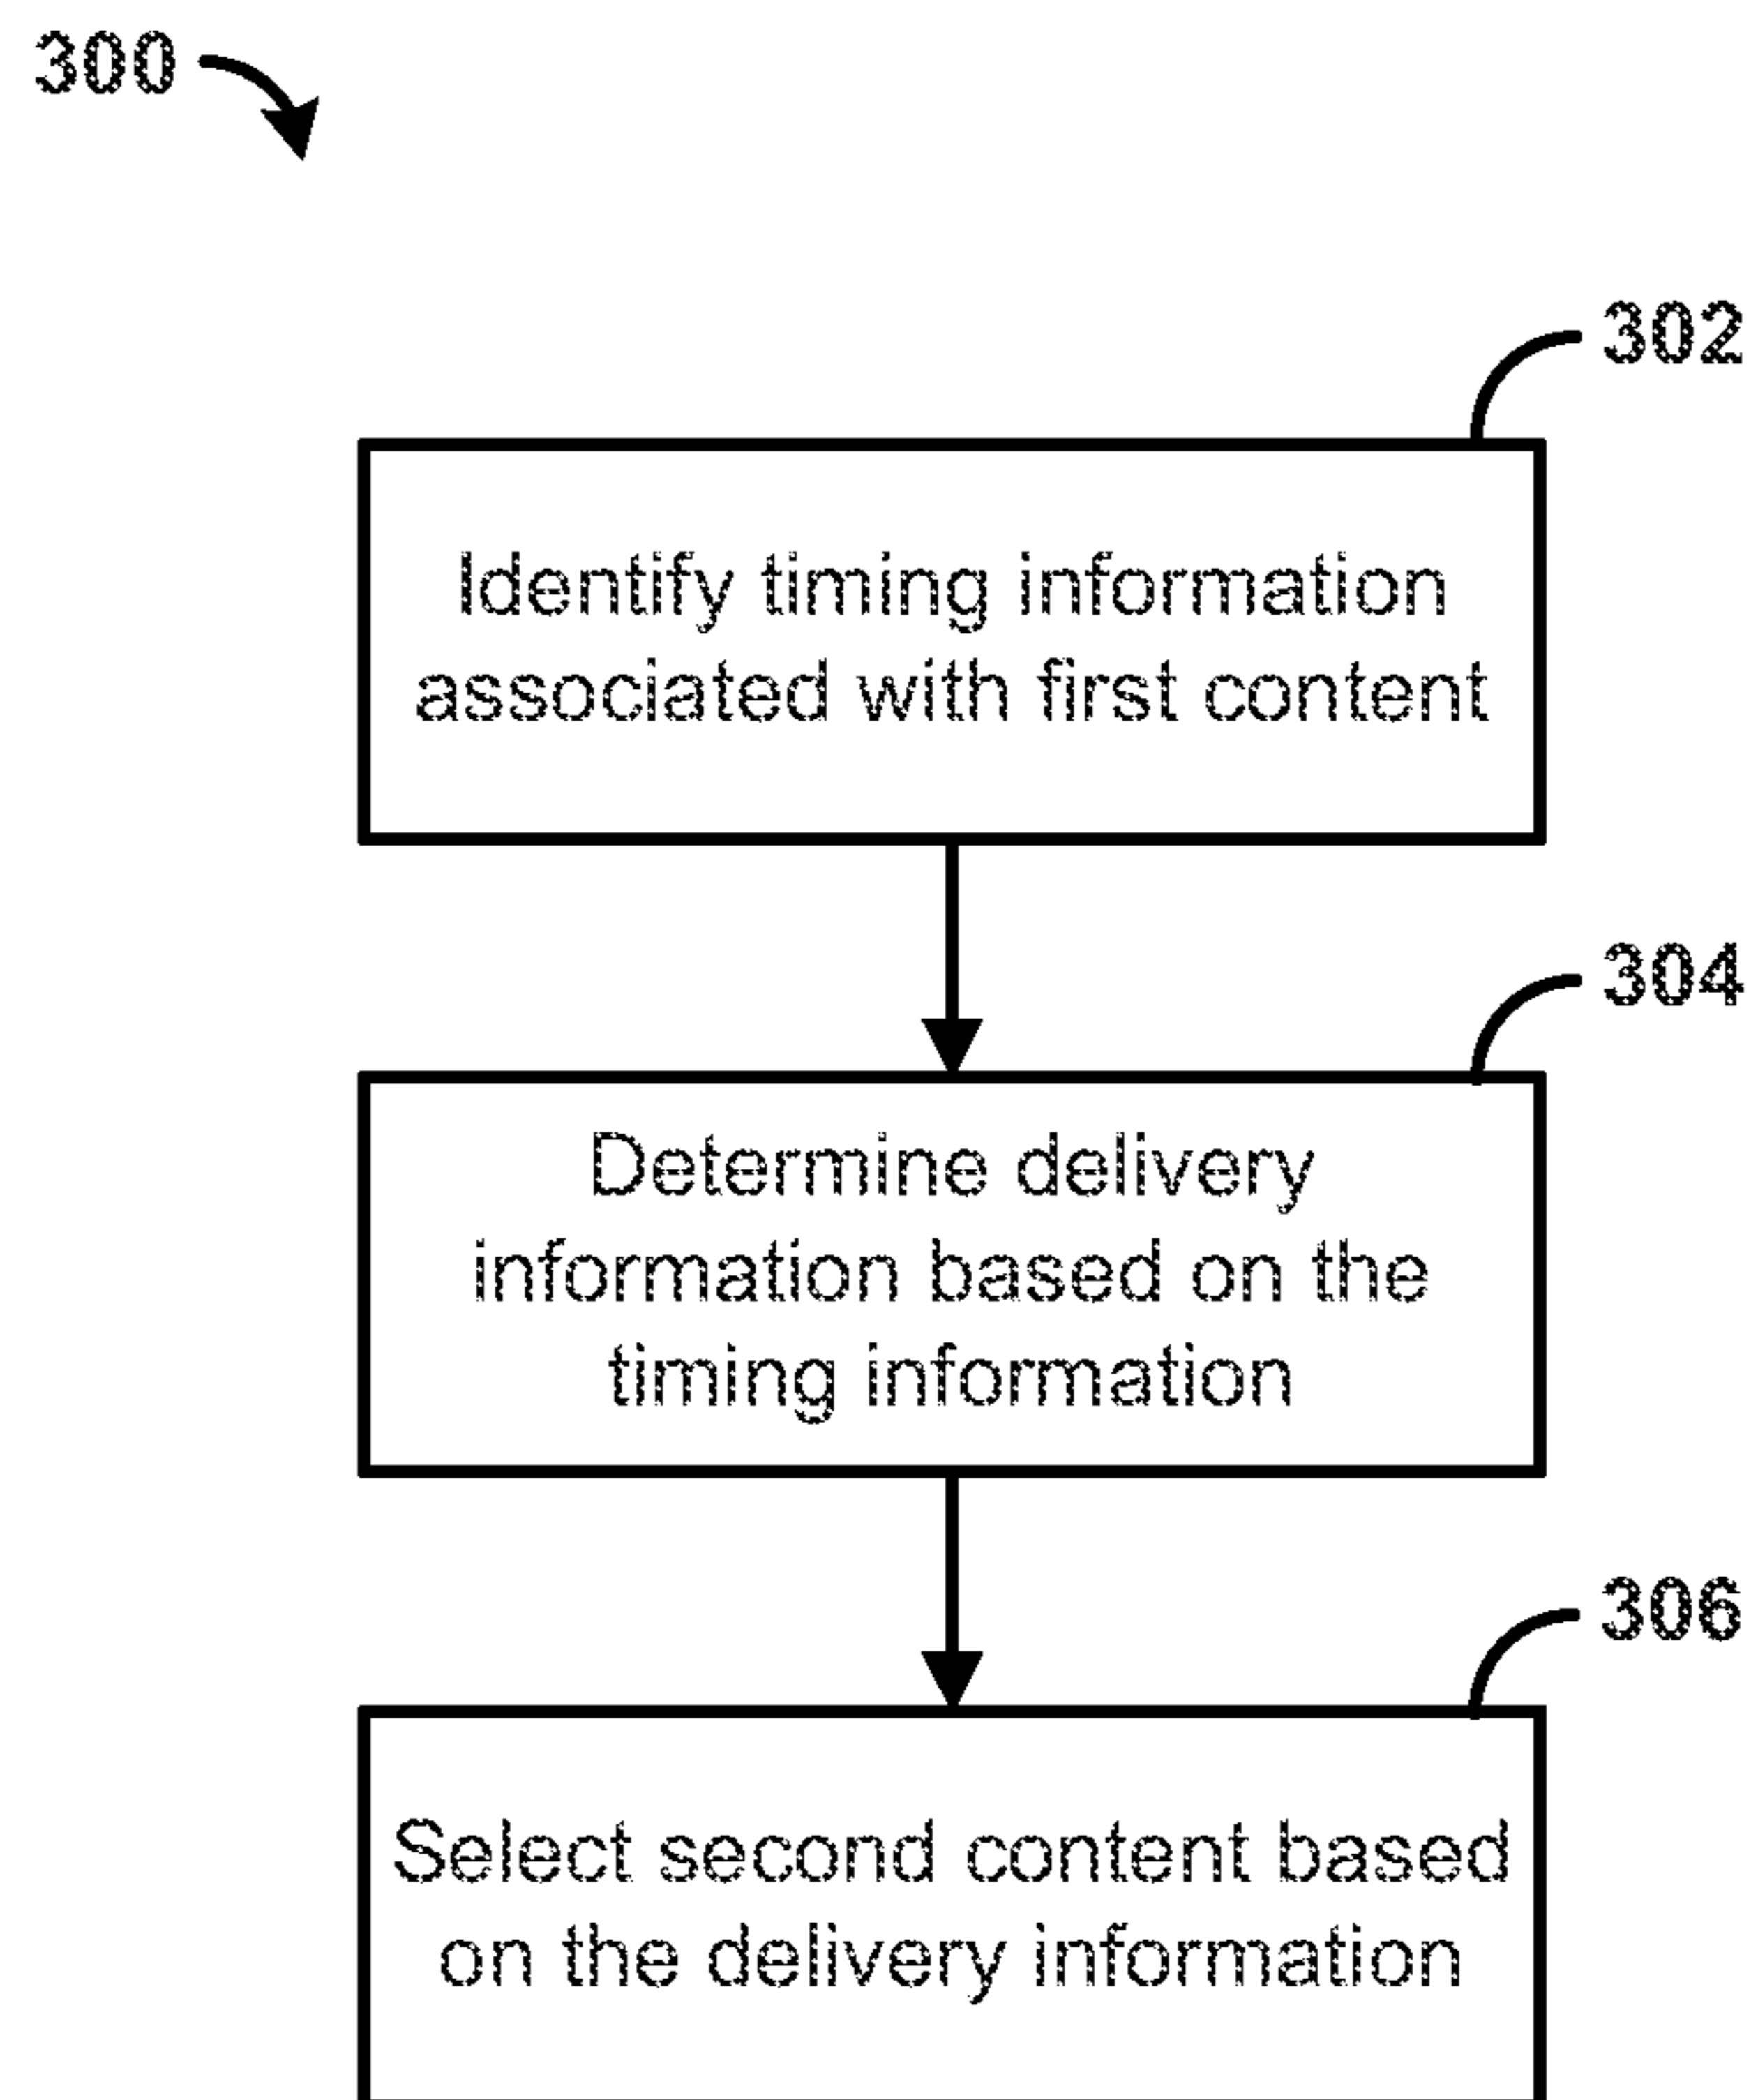 300
302
Identify timing information
associated with first content
304
Determine delivery
information based on the
timing information
306
Select second content based
on the delivery information